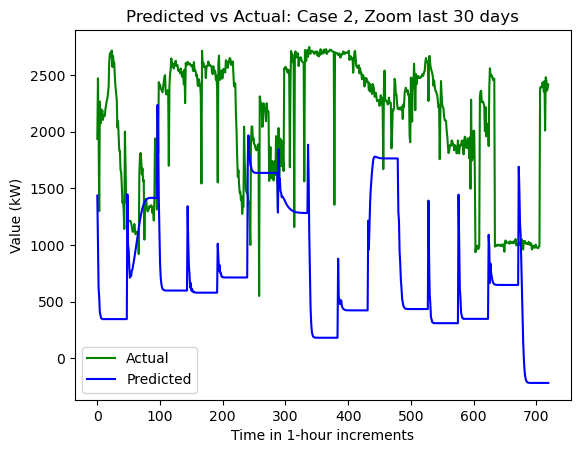 Predicted vs Actual: Case 2, Zoom last 30 days
Value (kW)
2500
2000
1500
1000
500
0
Actual
Predicted
0 100 200 300 400 500 600 700
Time in 1-hour increments